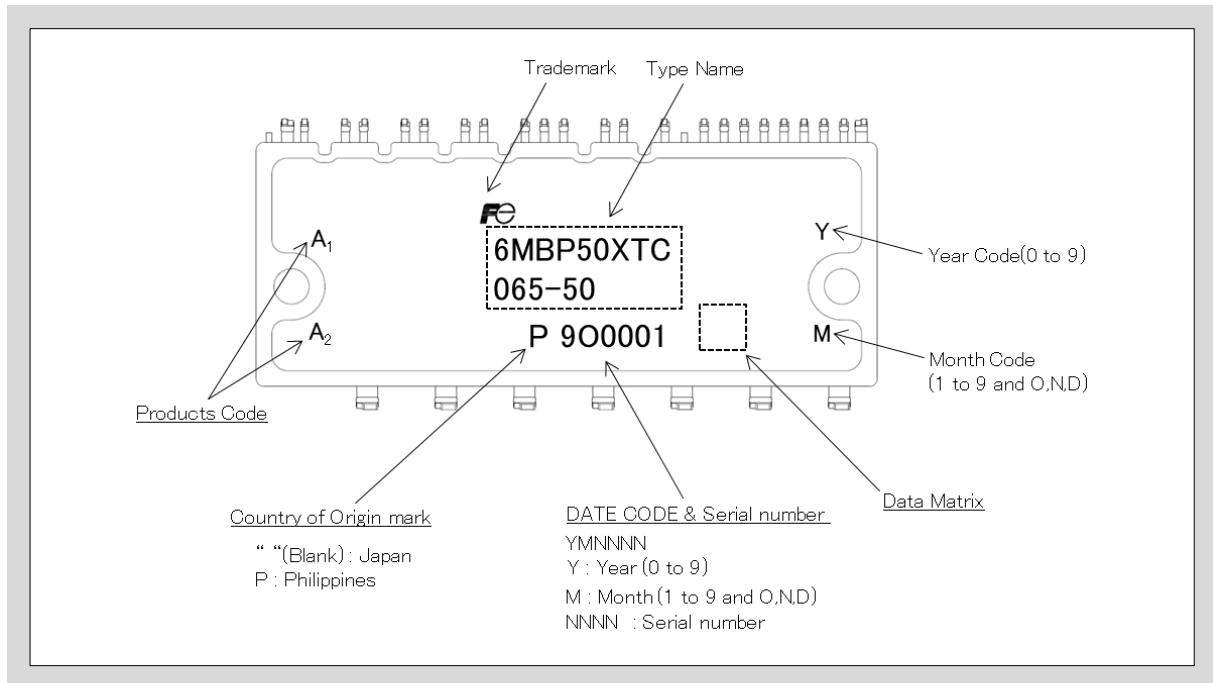 Trademark
Type Name
Fe
6MBP50XTC
065-50
A₁
A₂
Y
M
P 9O0001
Year Code(0 to 9)
Month Code
(1 to 9 and O,N,D)
Products Code
Country of Origin mark
“ “(Blank) : Japan
P : Philippines
DATE CODE & Serial number
YMNNNN
Y : Year (0 to 9)
M : Month (1 to 9 and O,N,D)
NNNN : Serial number
Data Matrix